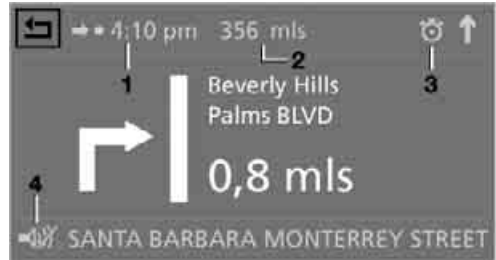 4:10 pm 356 mls
1 2 3
Beverly Hills
Palms BLVD
0,8 mls
4
SANTA BARBARA MONTERREY STREET